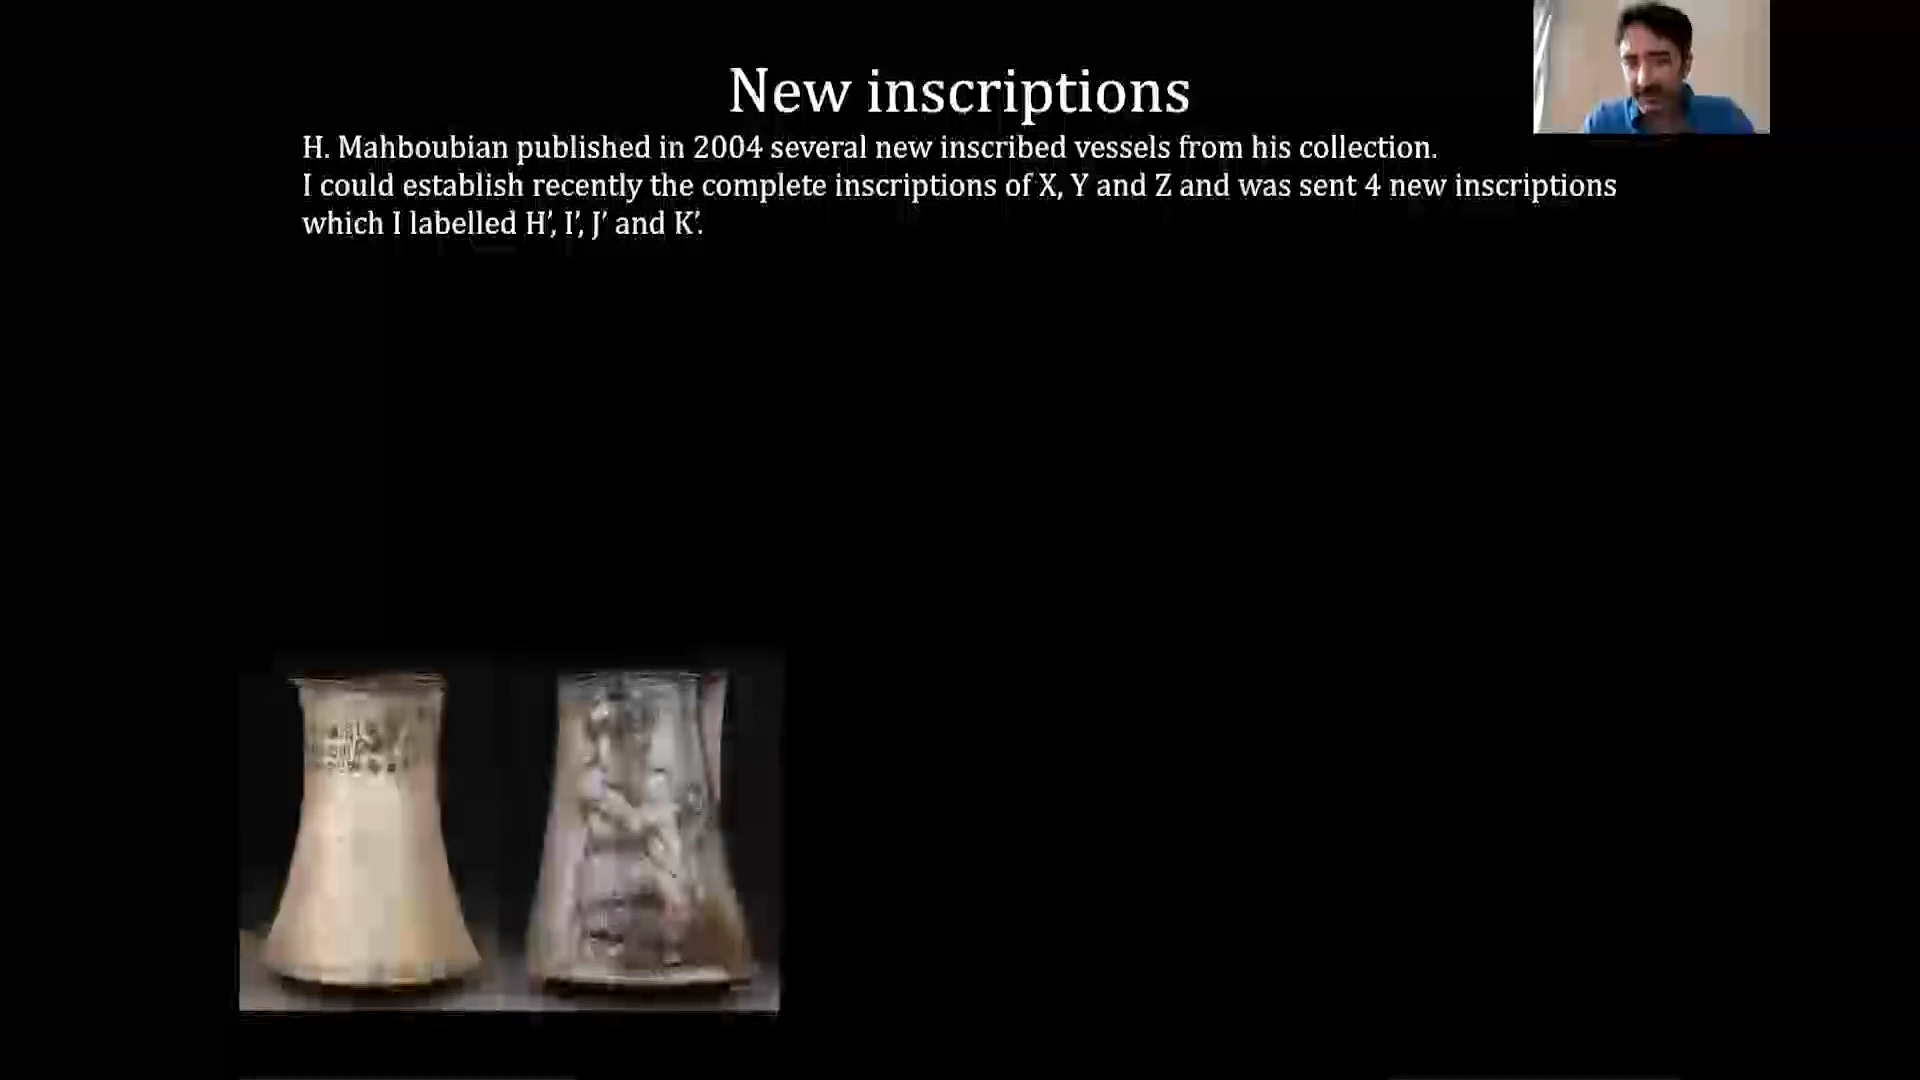 New inscriptions
H. Mahboubian published in 2004 several new inscribed vessels from his collection.
I could establish recently the complete inscriptions of X, Y and Z and was sent 4 new inscriptions
which I labelled H’, I’, J’ and K’.